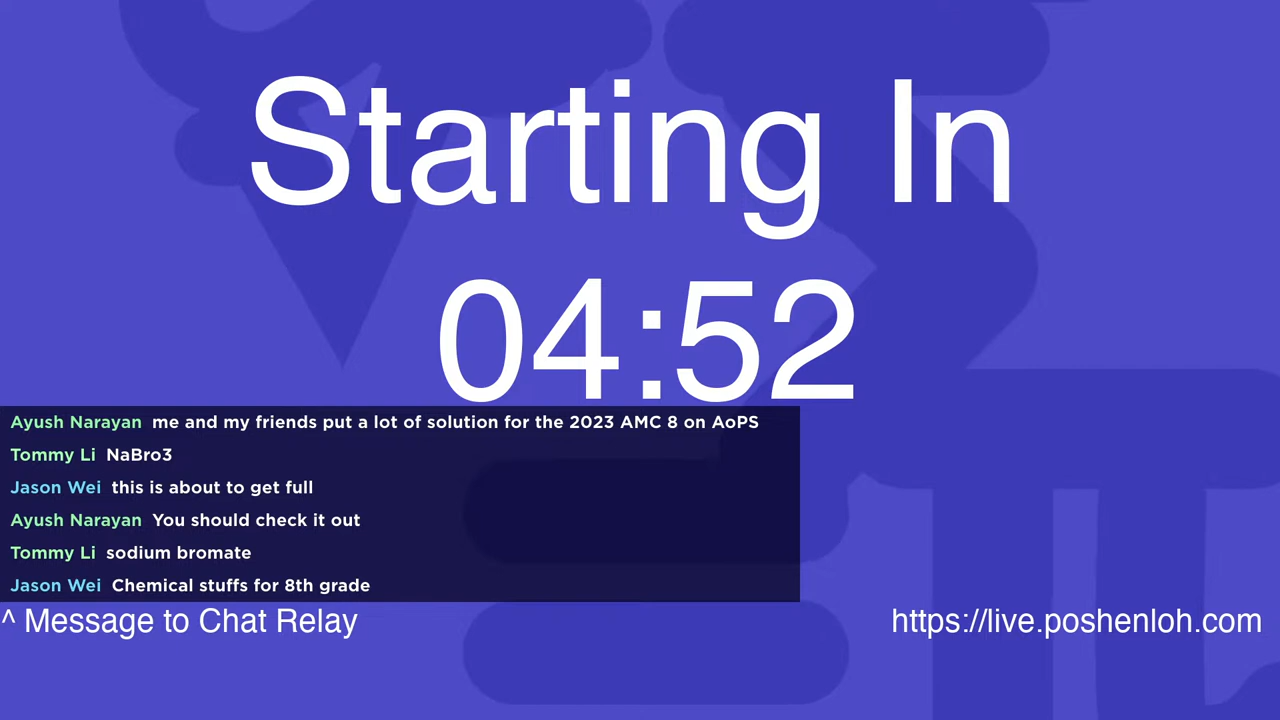 Starting In
04:52
Ayush Narayan me and my friends put a lot of solution for the 2023 AMC 8 on AoPS
Tommy Li NaBro3
Jason Wei this is about to get full
Ayush Narayan You should check it out
Tommy Li sodium bromate
Jason Wei Chemical stuffs for 8th grade
^ Message to Chat Relay
https://live.poshenloh.com